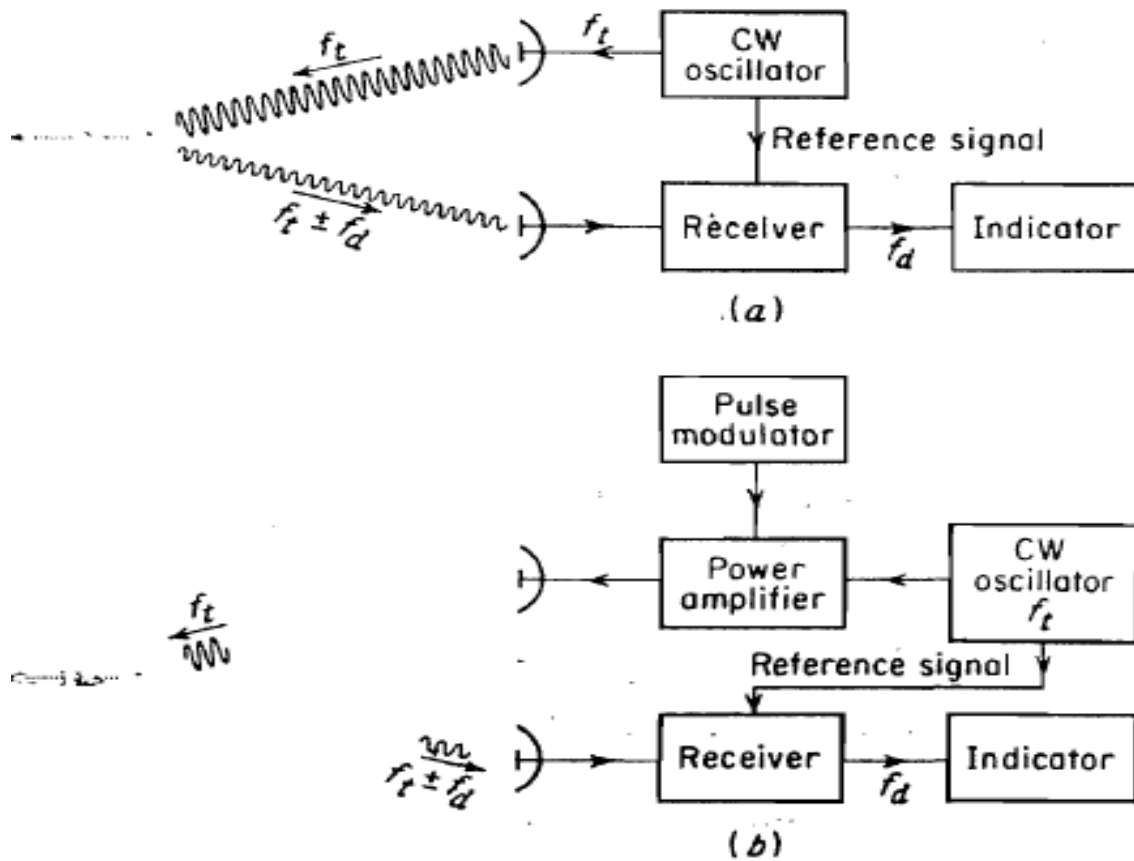 f_t
f_t
CW
oscillator
Reference signal
f_t ± f_d
Rècelver
f_d
Indicator
(a)
Pulse
modulator
Power
amplifier
CW
oscillator
f_t
f_t
Reference signal
f_t ± f_d
Receiver
f_d
Indicator
(b)